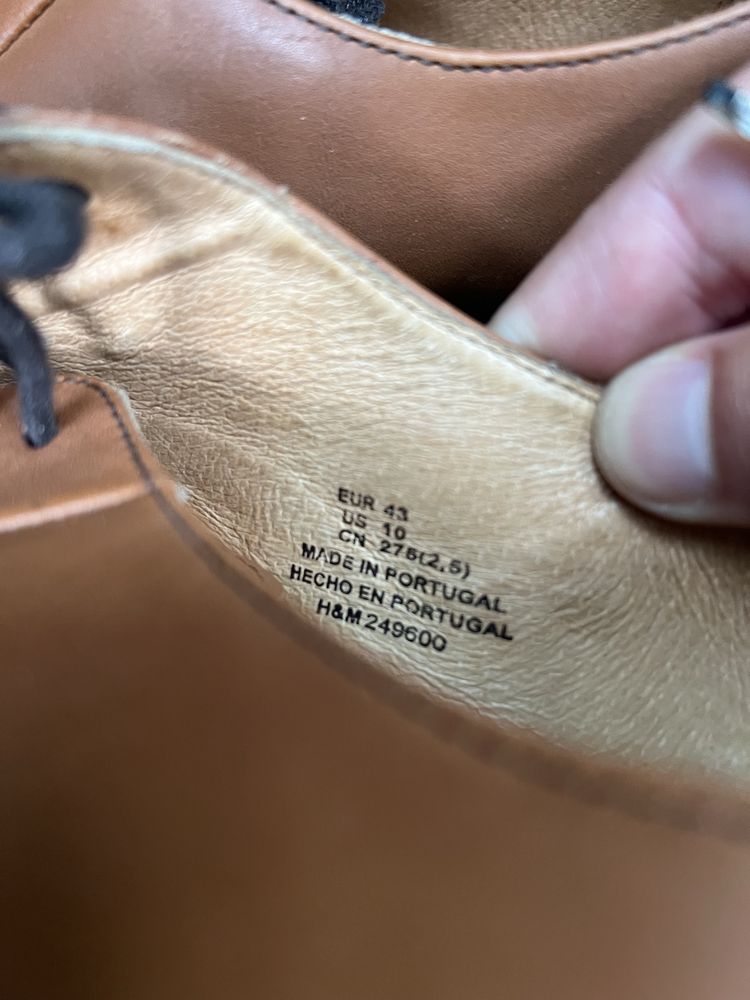 EUR 43
US 10
CN 275(2,5)
MADE IN PORTUGAL
HECHO EN PORTUGAL
H&M 249600